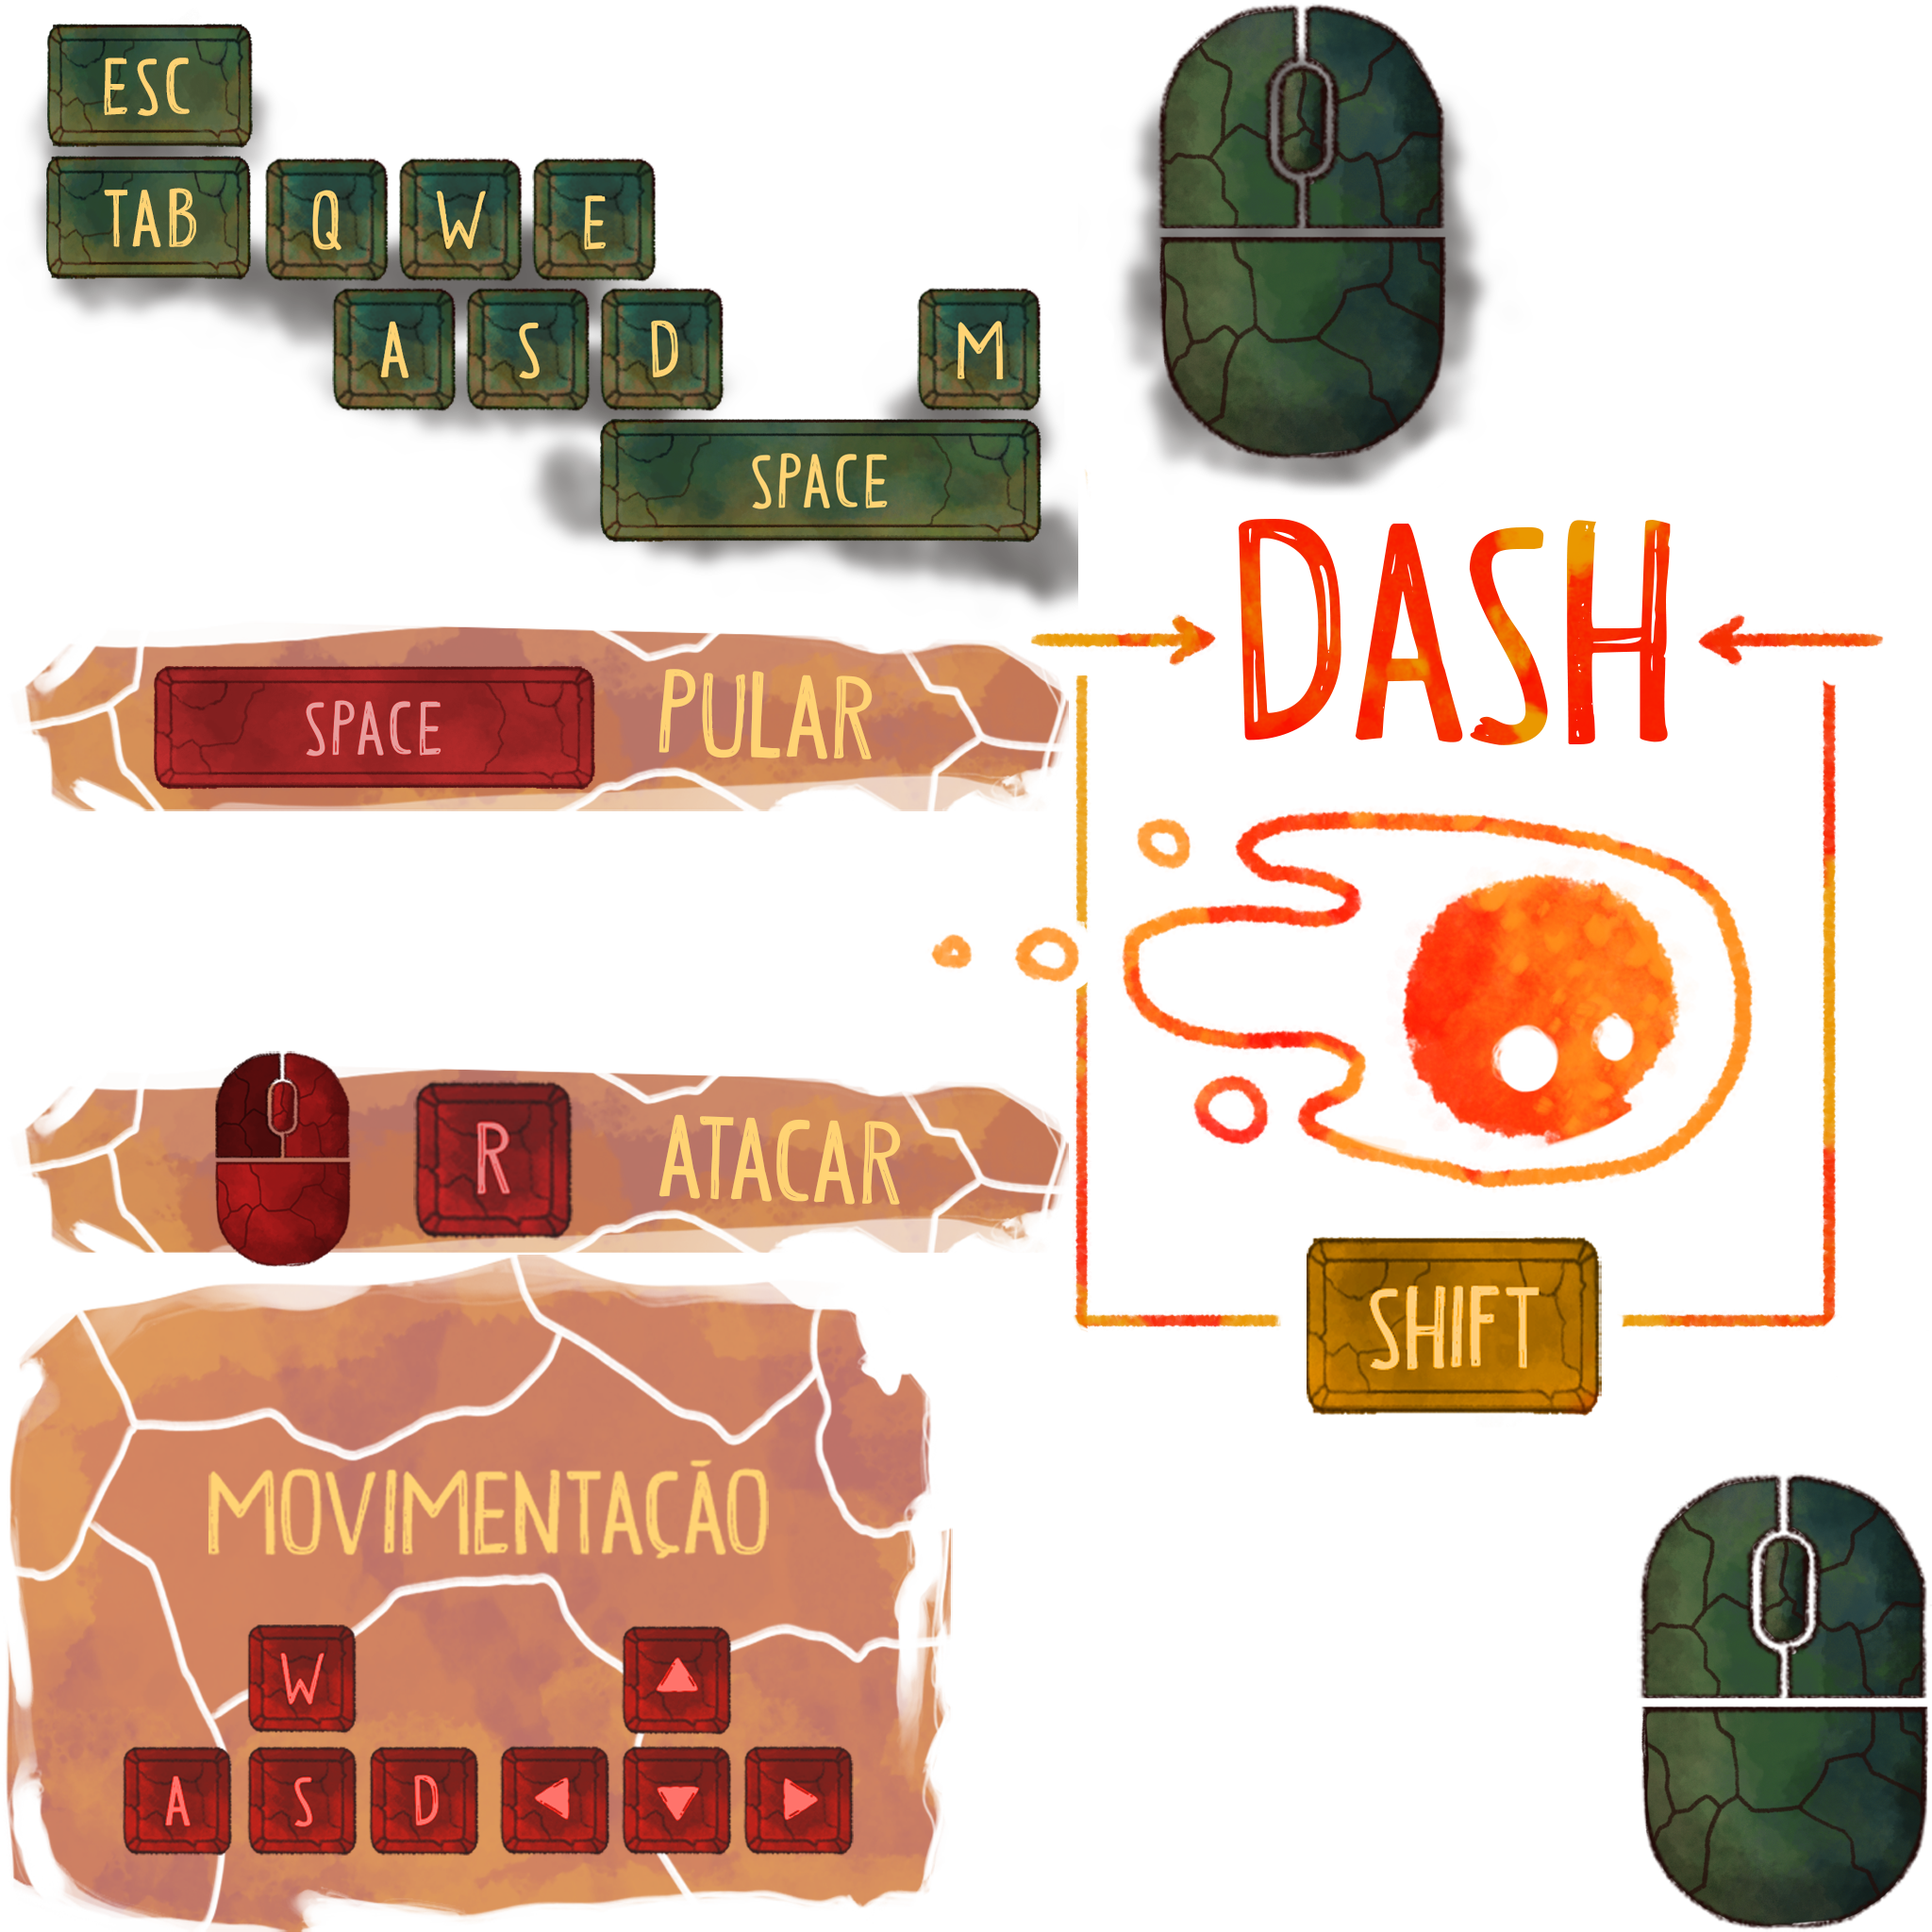 ESC
TAB Q W E
A S D M
SPACE
DASH
SPACE PULAR
R ATACAR
SHIFT
MOVIMENTAÇÃO
W
A S D